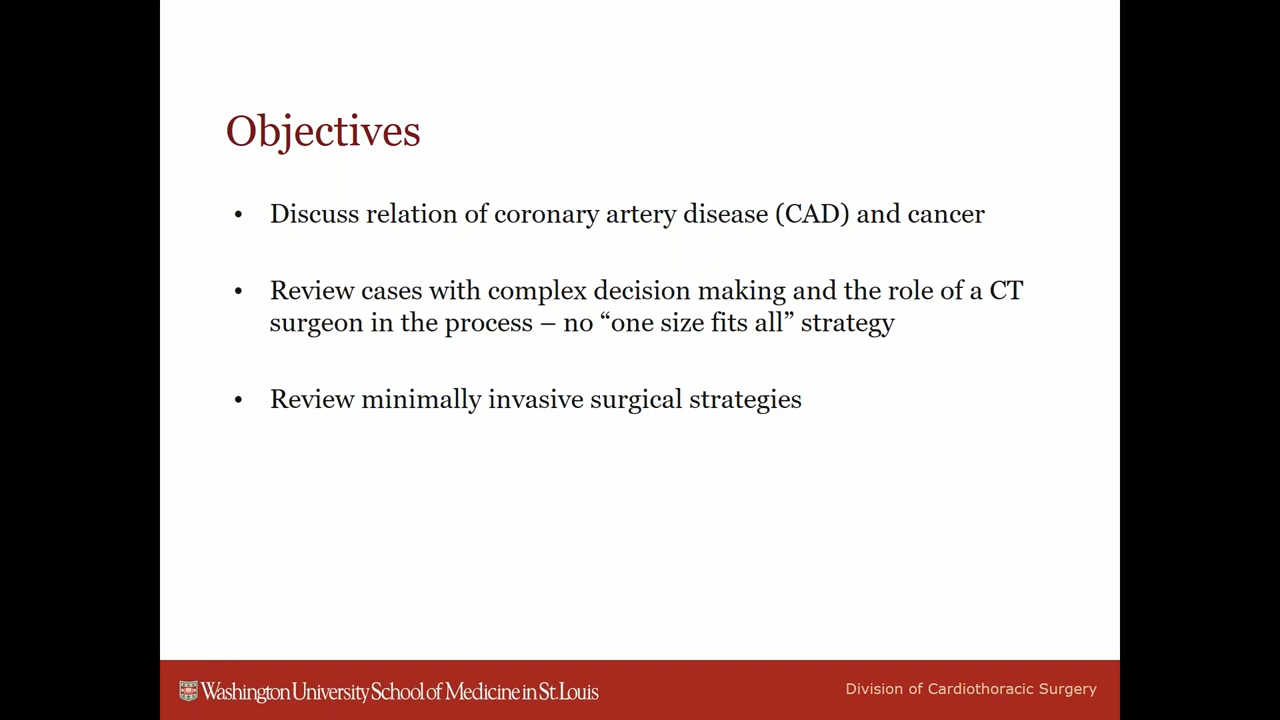 Objectives
• Discuss relation of coronary artery disease (CAD) and cancer
• Review cases with complex decision making and the role of a CT
surgeon in the process – no “one size fits all” strategy
• Review minimally invasive surgical strategies
Washington University School of Medicine in St. Louis
Division of Cardiothoracic Surgery